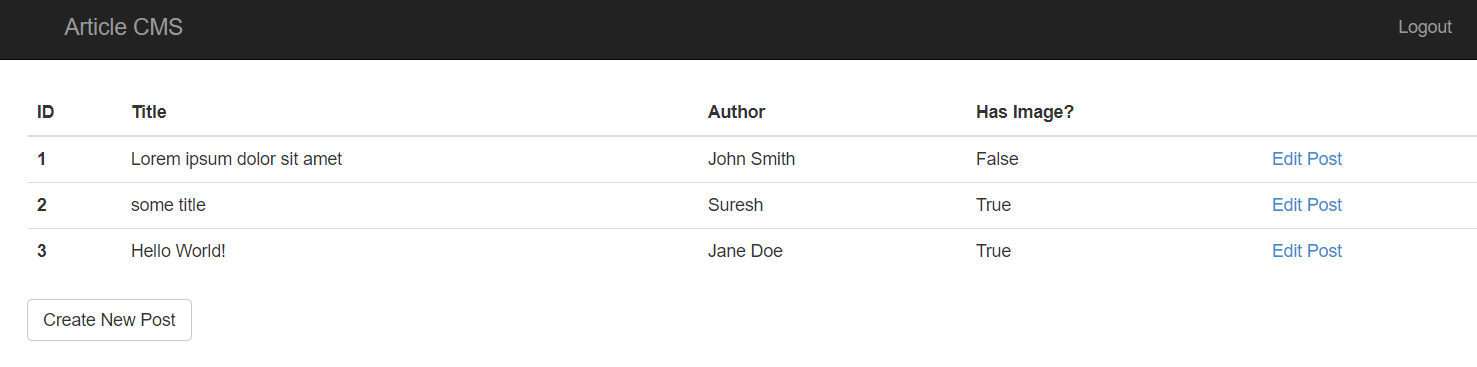 Article CMS Logout
ID Title Author Has Image?
1 Lorem ipsum dolor sit amet John Smith False Edit Post
2 some title Suresh True Edit Post
3 Hello World! Jane Doe True Edit Post
Create New Post